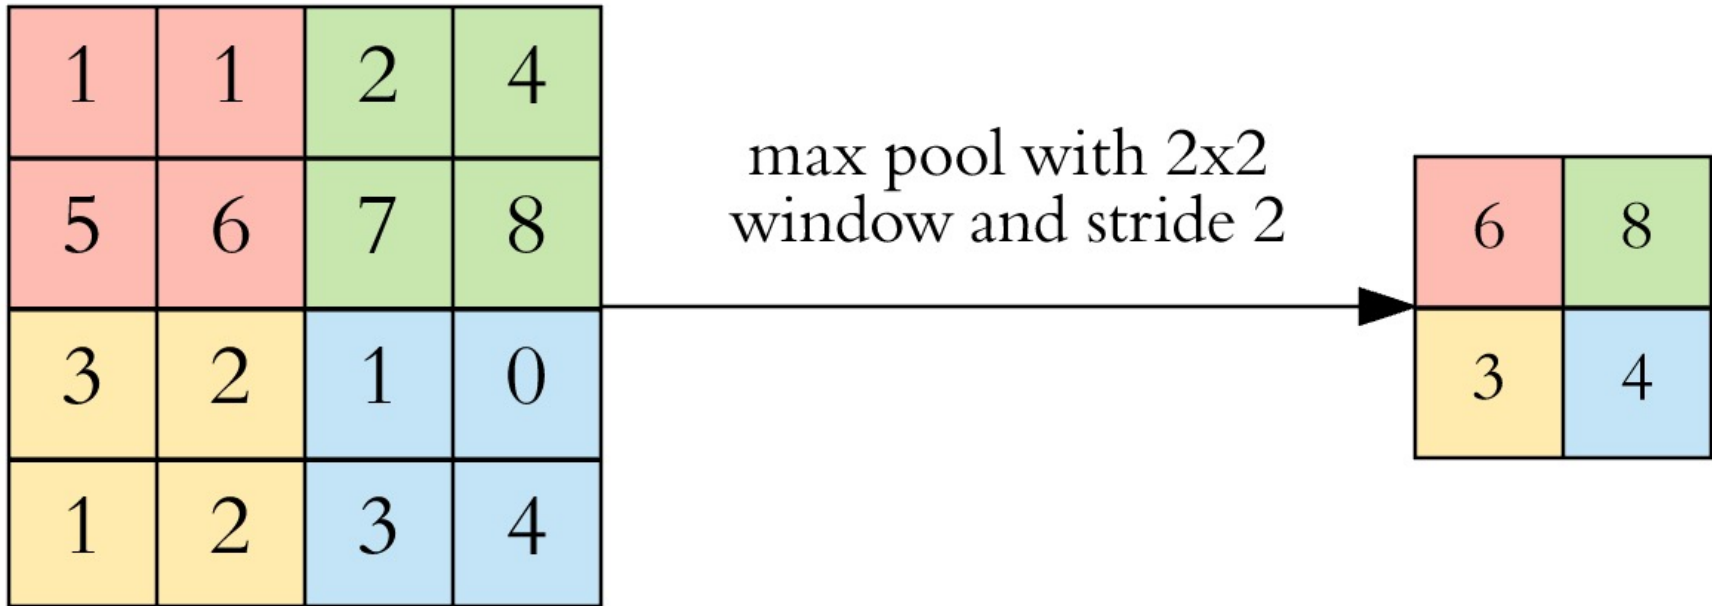 1 1 2 4
5 6 7 8
3 2 1 0
1 2 3 4
max pool with 2x2
window and stride 2
6 8
3 4